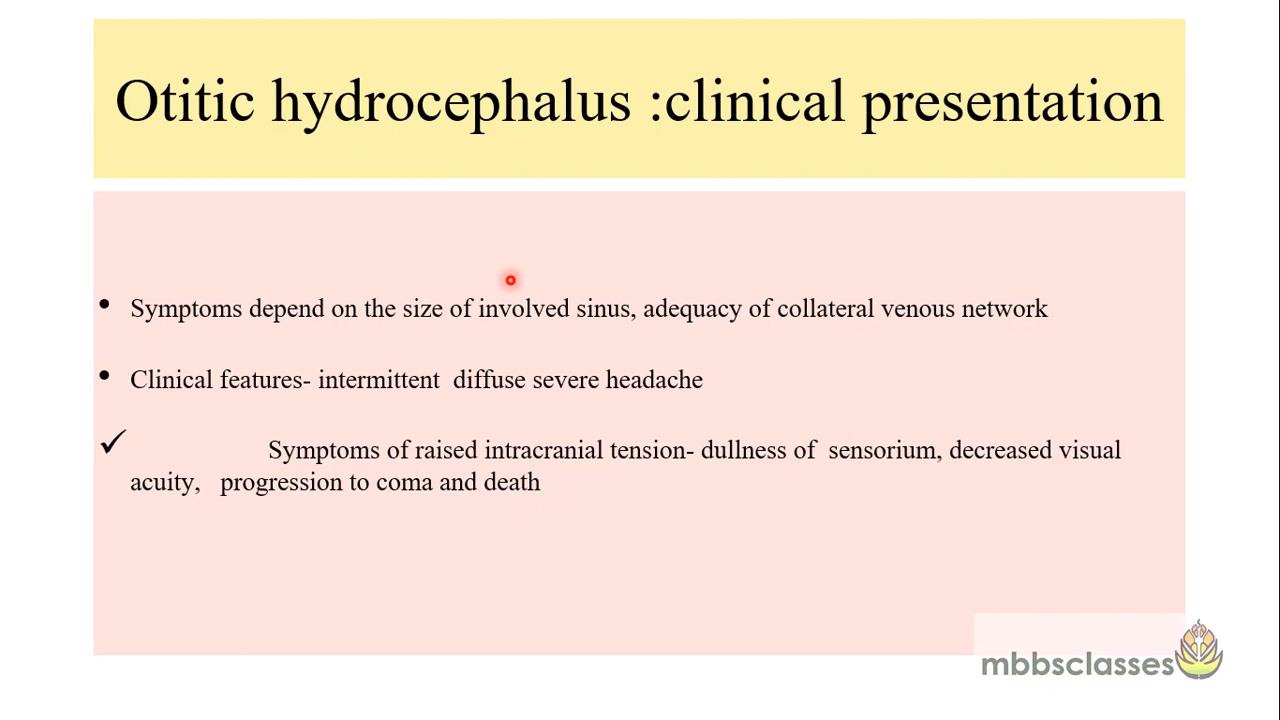 Otitic hydrocephalus :clinical presentation
• Symptoms depend on the size of involved sinus, adequacy of collateral venous network
• Clinical features- intermittent  diffuse severe headache
✓ Symptoms of raised intracranial tension- dullness of  sensorium, decreased visual
acuity,   progression to coma and death
mbbsclasses